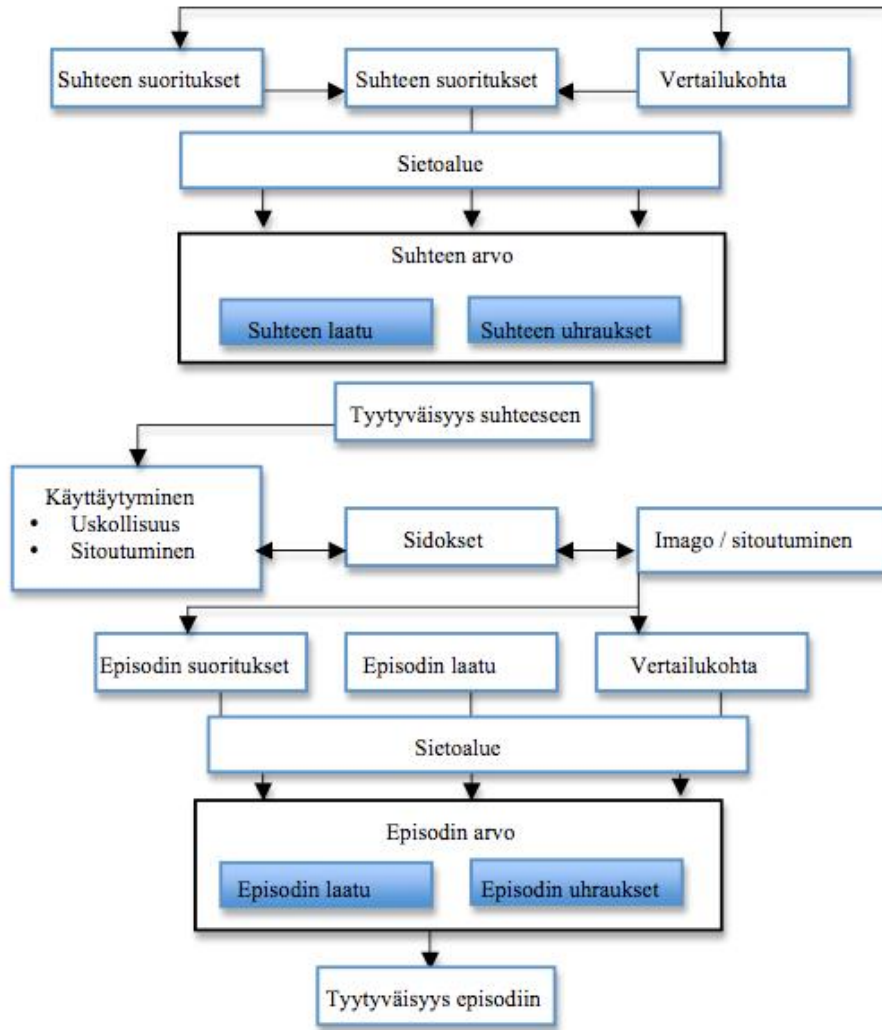 Suhteen suoritukset
Suhteen suoritukset
Vertailukohta
Sietoalue
Suhteen arvo
Suhteen laatu
Suhteen uhraukset
Tyytyväisyys suhteeseen
Käyttäytyminen
• Uskollisuus
• Sitoutuminen
Sidokset
Imago / sitoutuminen
Episodin suoritukset
Episodin laatu
Vertailukohta
Sietoalue
Episodin arvo
Episodin laatu
Episodin uhraukset
Tyytyväisyys episodiin